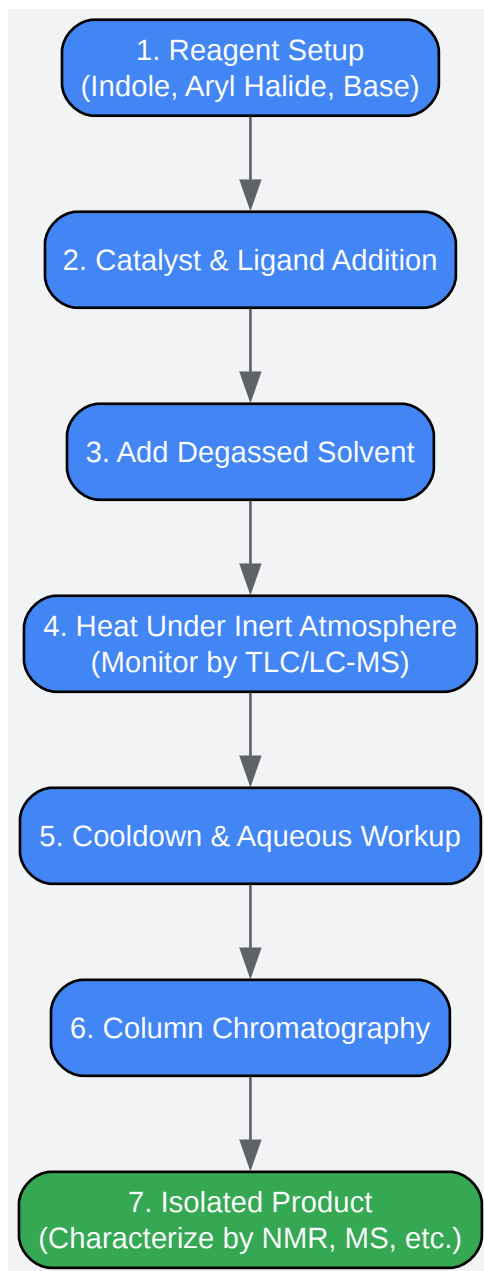 1. Reagent Setup
(Indole, Aryl Halide, Base)
2. Catalyst & Ligand Addition
3. Add Degassed Solvent
4. Heat Under Inert Atmosphere
(Monitor by TLC/LC-MS)
5. Cooldown & Aqueous Workup
6. Column Chromatography
7. Isolated Product
(Characterize by NMR, MS, etc.)